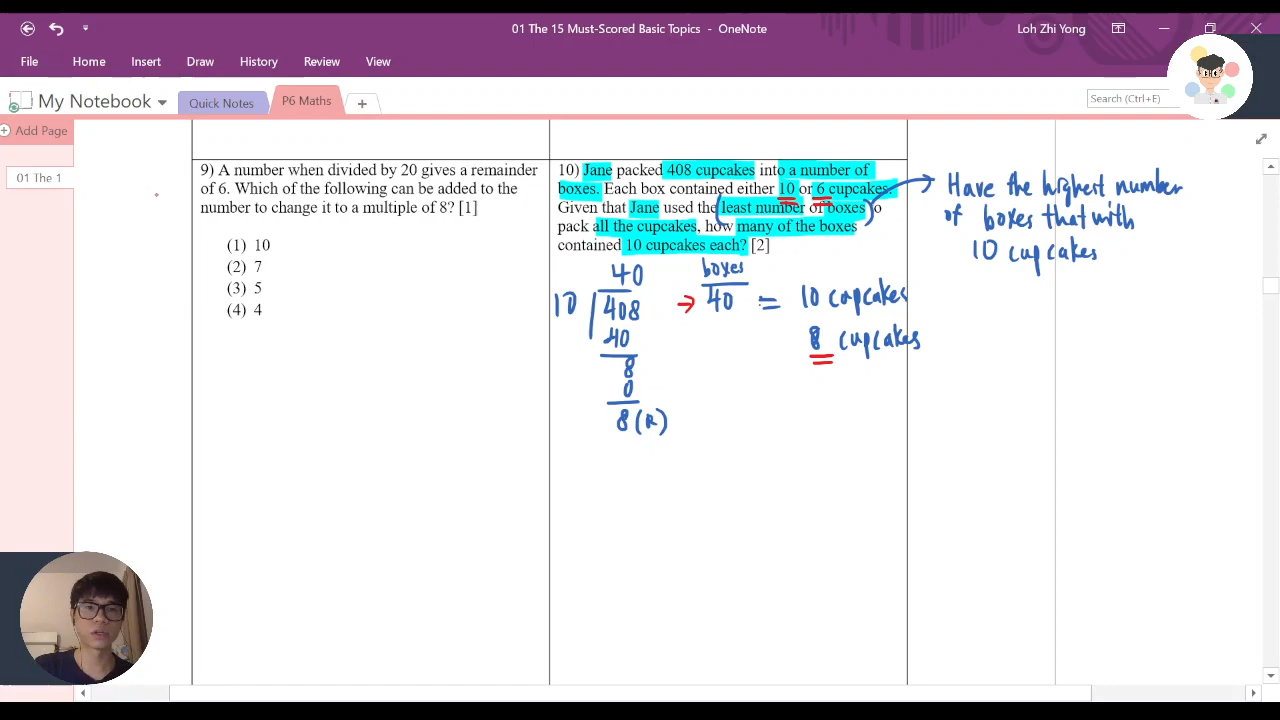 01 The 15 Must-Scored Basic Topics - OneNote
Loh Zhi Yong
File
Home
Insert
Draw
History
Review
View
My Notebook
Quick Notes
P6 Maths
+
Search (Ctrl+E)
Add Page
01 The 1
9) A number when divided by 20 gives a remainder
of 6. Which of the following can be added to the
number to change it to a multiple of 8? [1]
(1) 10
(2) 7
(3) 5
(4) 4
10) Jane packed 408 cupcakes into a number of
boxes. Each box contained either 10 or 6 cupcakes.
Given that Jane used the least number of boxes to
pack all the cupcakes, how many of the boxes
contained 10 cupcakes each? [2]
Have the highest number
of boxes that with
10 cupcakes
40
10 408
40
8
0
8 (R)
boxes
→ 40 = 10 cupcakes
8 cupcakes